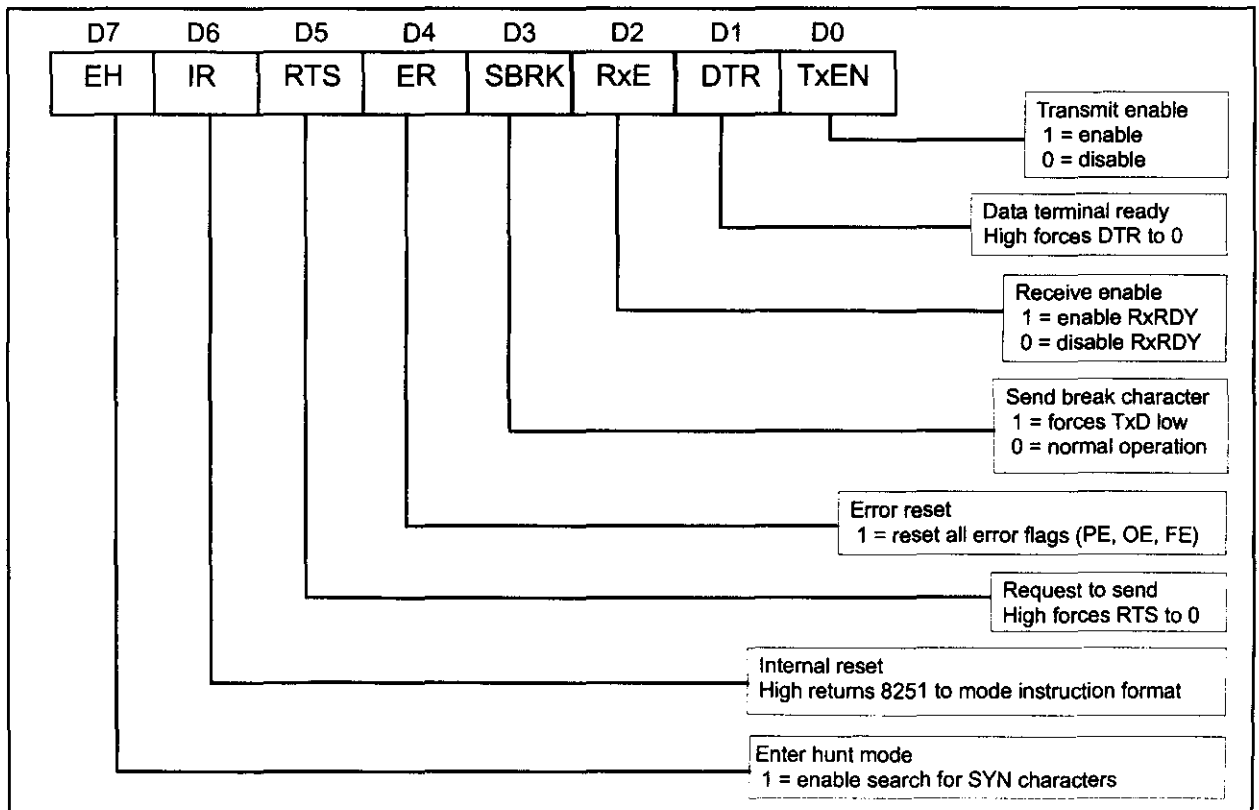 D7 D6 D5 D4 D3 D2 D1 D0
EH IR RTS ER SBRK RxE DTR TxEN
Transmit enable
1 = enable
0 = disable
Data terminal ready
High forces DTR to 0
Receive enable
1 = enable RxRDY
0 = disable RxRDY
Send break character
1 = forces TxD low
0 = normal operation
Error reset
1 = reset all error flags (PE, OE, FE)
Request to send
High forces RTS to 0
Internal reset
High returns 8251 to mode instruction format
Enter hunt mode
1 = enable search for SYN characters